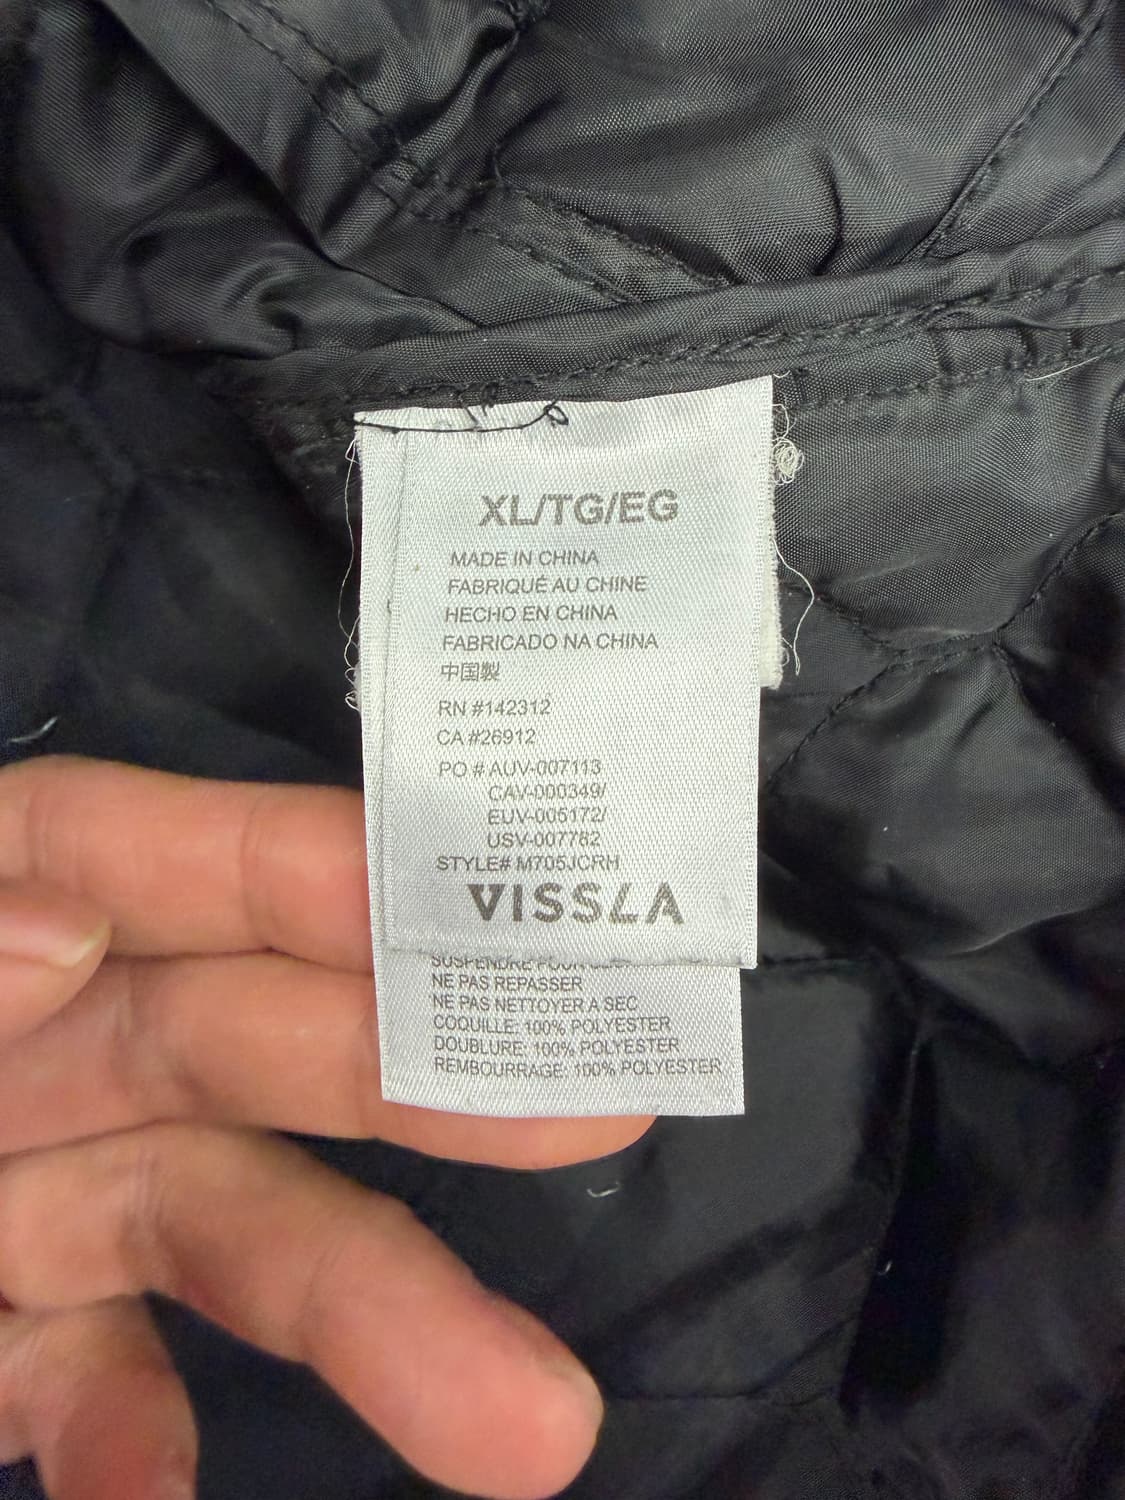 XL/TG/EG
MADE IN CHINA
FABRIQUÉ AU CHINE
HECHO EN CHINA
FABRICADO NA CHINA
中国製
RN #142312
CA #26912
PO # AUV-007113
CAV-000349/
EUV-005172/
USV-007782
STYLE# M705JCRH
VISSLA
SUSPENDRE POUR
NE PAS REPASSER
NE PAS NETTOYER A SEC
COQUILLE: 100% POLYESTER
DOUBLURE: 100% POLYESTER
REMBOURRAGE: 100% POLYESTER